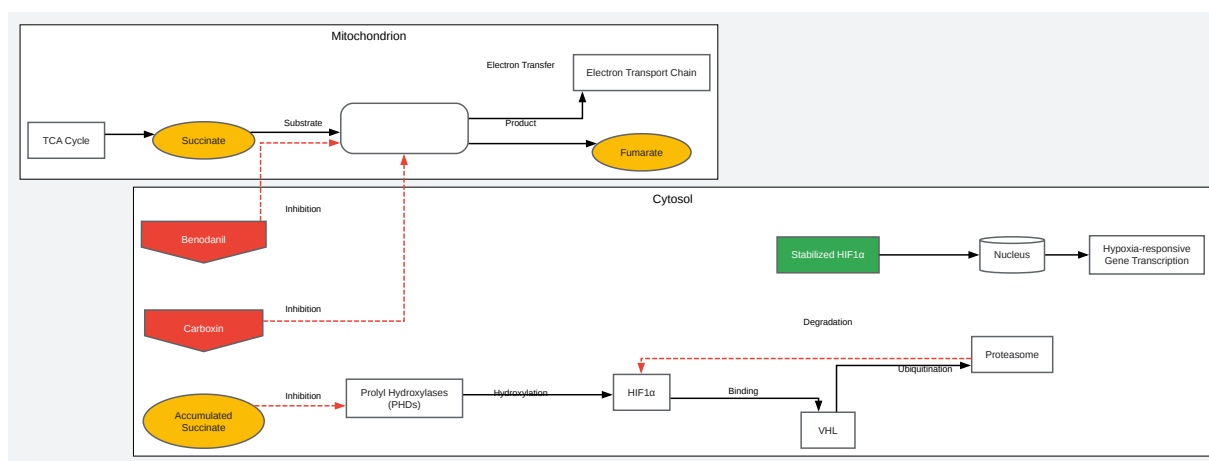 Mitochondrion
Electron Transfer
Electron Transport Chain
TCA Cycle
Succinate
Substrate
Product
Fumarate
Cytosol
Inhibition
Benodanil
Stabilized HIF1α
Nucleus
Hypoxia-responsive
Gene Transcription
Inhibition
Carboxin
Degradation
Proteasome
Ubiquitination
Inhibition
Prolyl Hydroxylases
(PHDs)
Hydroxylation
HIF1α
Binding
Accumulated
Succinate
VHL